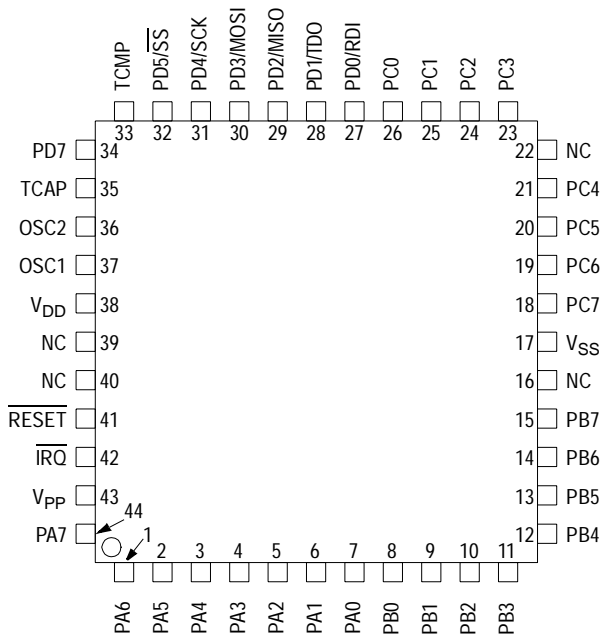 TCMP
PD5/S̅S̅
PD4/SCK
PD3/MOSI
PD2/MISO
PD1/TDO
PD0/RDI
PC0
PC1
PC2
PC3
33 32 31 30 29 28 27 26 25 24 23
PD7 34
22 NC
TCAP 35
21 PC4
OSC2 36
20 PC5
OSC1 37
19 PC6
VDD 38
18 PC7
NC 39
17 VSS
NC 40
16 NC
R̅E̅S̅E̅T̅ 41
15 PB7
I̅R̅Q̅ 42
14 PB6
VPP 43
13 PB5
PA7 44
12 PB4
1 2 3 4 5 6 7 8 9 10 11
PA6
PA5
PA4
PA3
PA2
PA1
PA0
PB0
PB1
PB2
PB3